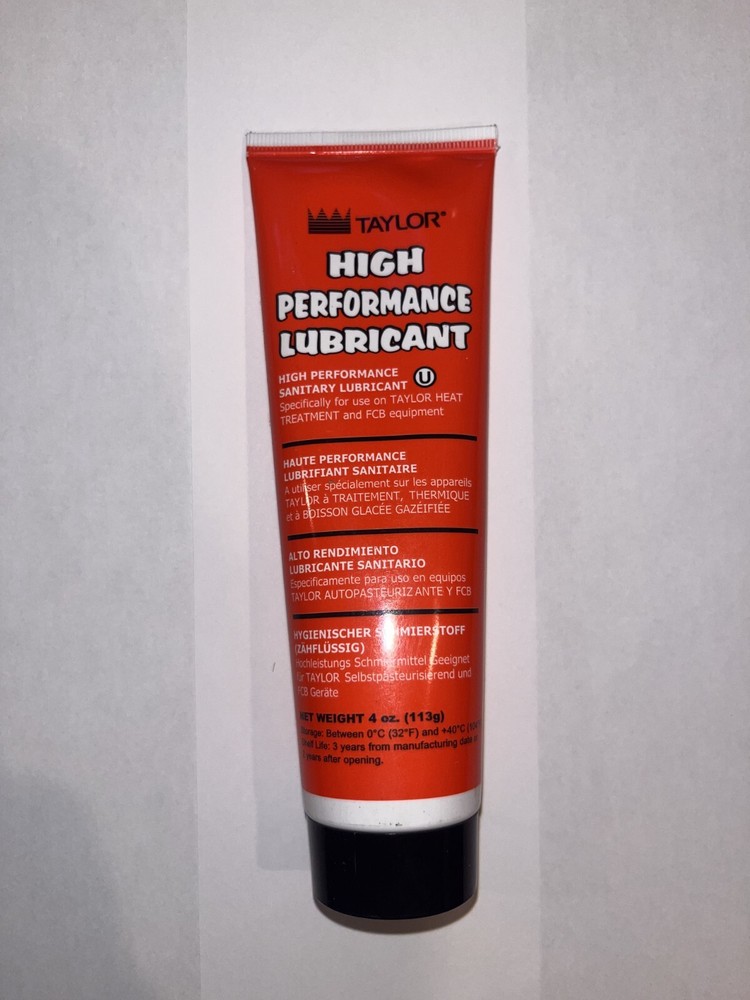 TAYLOR®
HIGH
PERFORMANCE
LUBRICANT
HIGH PERFORMANCE
SANITARY LUBRICANT U
Specifically for use on TAYLOR HEAT
TREATMENT and FCB equipment
HAUTE PERFORMANCE
LUBRIFIANT SANITAIRE
A utiliser spécialement sur les appareils
TAYLOR à TRAITEMENT, THERMIQUE
et à BOISSON GLACÉE GAZÉIFIÉE
ALTO RENDIMIENTO
LUBRICANTE SANITARIO
Especificamente para uso en equipos
TAYLOR AUTOPASTEURIZANTE Y FCB
HYGIENISCHER SCHMIERSTOFF
(ZÄHFLÜSSIG)
Hochleistungs Schmiermittel Geeignet
für TAYLOR Selbstpasteurisierend und
FCB Geräte
NET WEIGHT 4 oz. (113g)
Storage: Between 0°C (32°F) and +40°C
Shelf Life: 3 years from manufacturing date
years after opening.